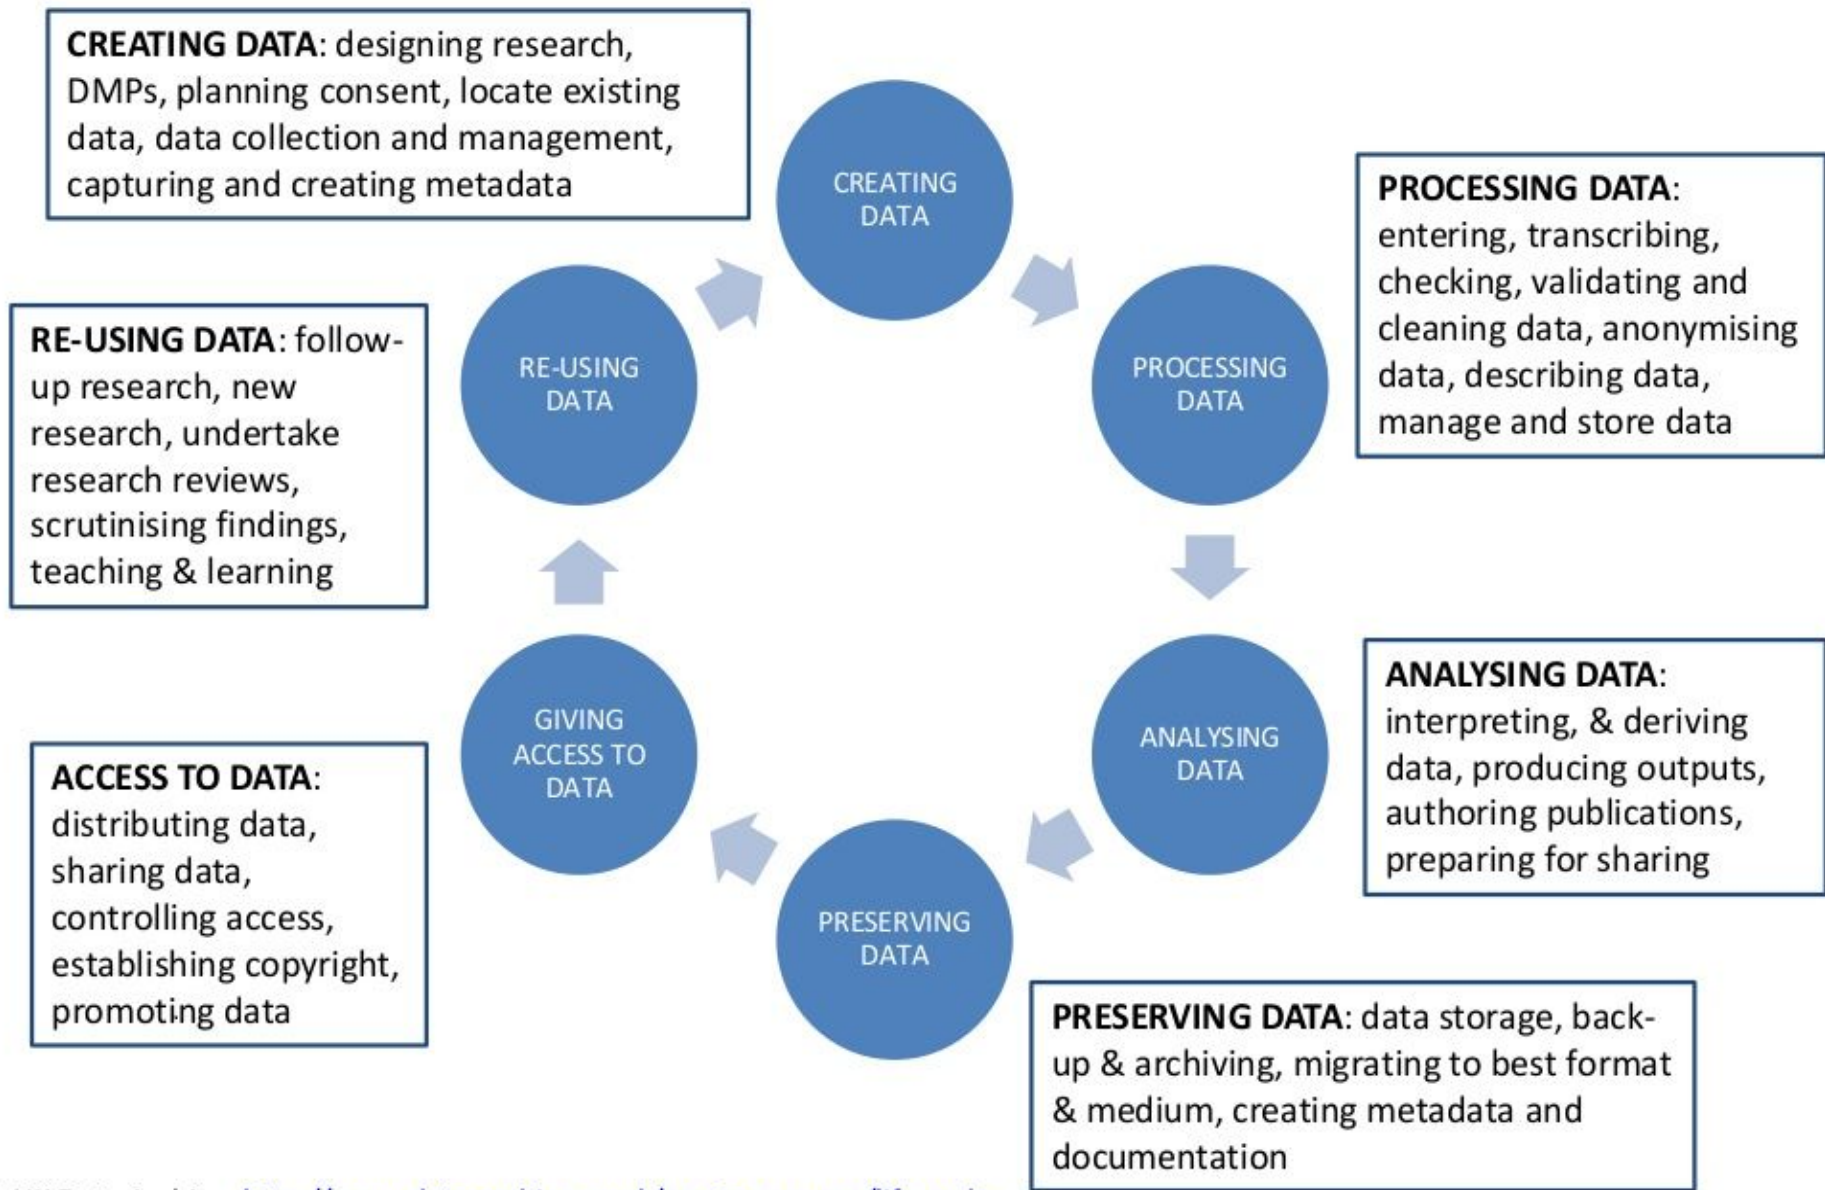 CREATING DATA: designing research,
DMPs, planning consent, locate existing
data, data collection and management,
capturing and creating metadata
CREATING
DATA
PROCESSING DATA:
entering, transcribing,
checking, validating and
cleaning data, anonymising
data, describing data,
manage and store data
PROCESSING
DATA
RE-USING DATA: follow-
up research, new
research, undertake
research reviews,
scrutinising findings,
teaching & learning
RE-USING
DATA
ANALYSING DATA:
interpreting, & deriving
data, producing outputs,
authoring publications,
preparing for sharing
ANALYSING
DATA
GIVING
ACCESS TO
DATA
ACCESS TO DATA:
distributing data,
sharing data,
controlling access,
establishing copyright,
promoting data
PRESERVING
DATA
PRESERVING DATA: data storage, back-
up & archiving, migrating to best format
& medium, creating metadata and
documentation